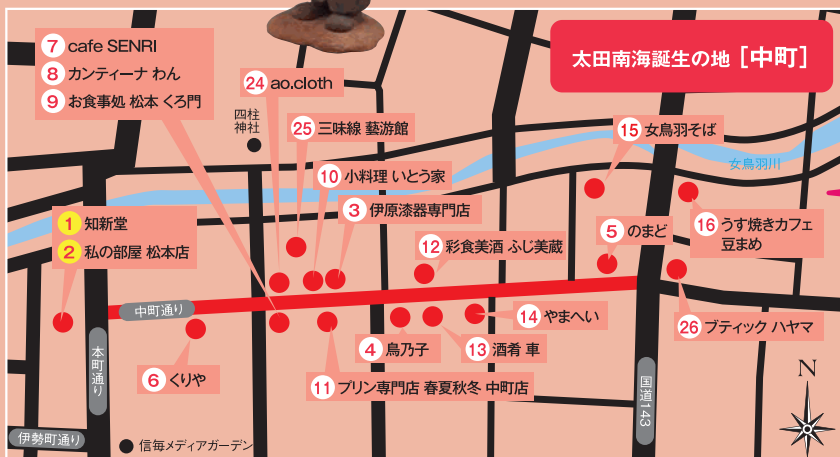 太田南海誕生の地［中町］
7 cafe SENRI
8 カンティーナ わん
9 お食事処 松本 くろ門
24 ao.cloth
四柱
神社
25 三味線 藝游館
15 女鳥羽そば
女鳥羽川
10 小料理 いとう家
3 伊原漆器専門店
1 知新堂
2 私の部屋 松本店
12 彩食美酒 ふじ美蔵
5 のまど
16 うす焼きカフェ
豆まめ
中町通り
14 やまへい
26 ブティック ハヤマ
4 鳥乃子
13 酒肴 車
6 くりや
11 プリン専門店 春夏秋冬 中町店
本町通り
国道143
N
伊勢町通り
信毎メディアガーデン